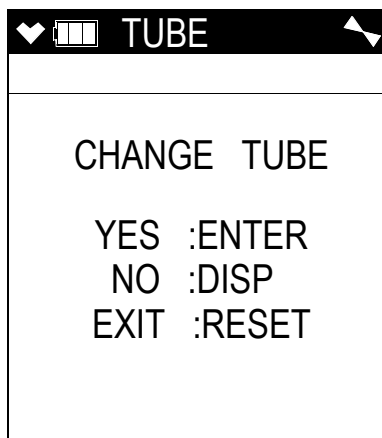 TUBE
CHANGE TUBE
YES :ENTER
NO :DISP
EXIT :RESET